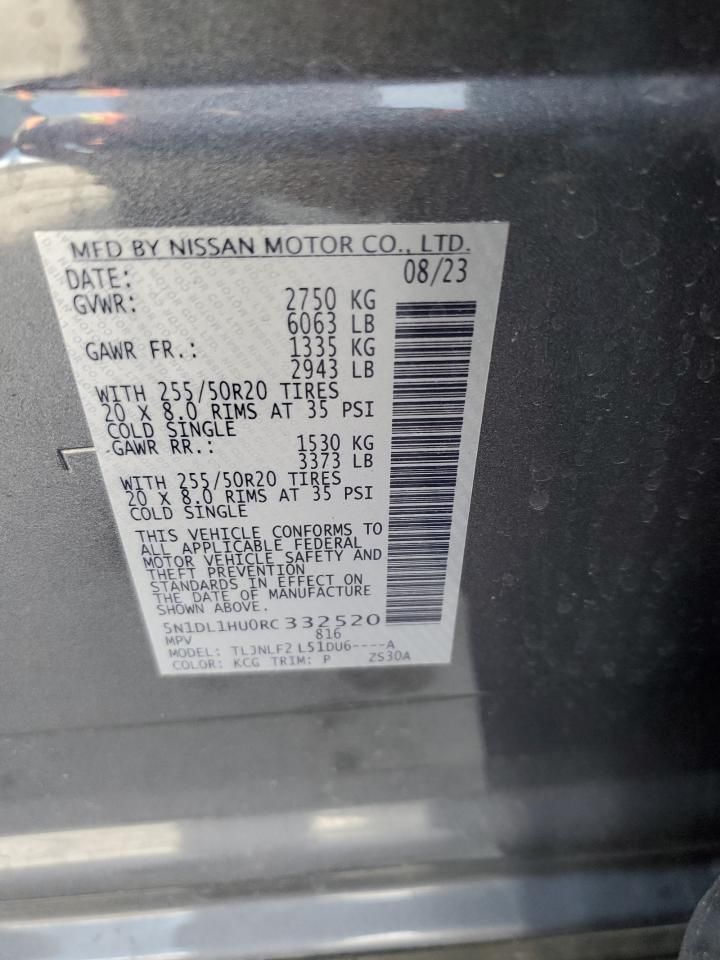 MFD BY NISSAN MOTOR CO., LTD.
DATE: 08/23
GVWR: 2750 KG
6063 LB
GAWR FR.: 1335 KG
2943 LB
WITH 255/50R20 TIRES
20 X 8.0 RIMS AT 35 PSI
COLD SINGLE
GAWR RR.: 1530 KG
3373 LB
WITH 255/50R20 TIRES
20 X 8.0 RIMS AT 35 PSI
COLD SINGLE
THIS VEHICLE CONFORMS TO
ALL APPLICABLE FEDERAL
MOTOR VEHICLE SAFETY AND
THEFT PREVENTION
STANDARDS IN EFFECT ON
THE DATE OF MANUFACTURE
SHOWN ABOVE.
5N1DL1HU0RC332520
MPV 816
MODEL: TLJNLF2 L51DU6----A
COLOR: KCG TRIM: P ZS30A